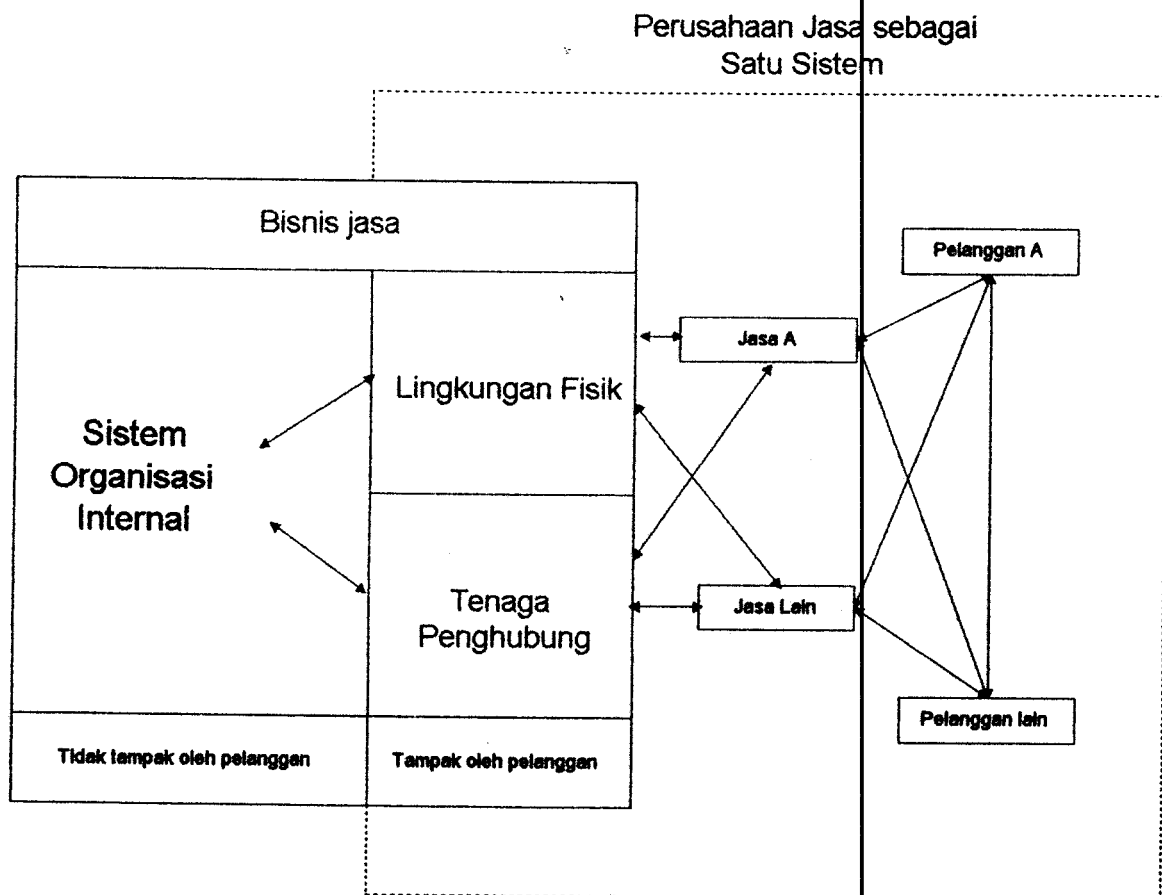 Perusahaan Jasa sebagai
Satu Sistem
Bisnis jasa
Pelanggan A
Jasa A
Lingkungan Fisik
Sistem
Organisasi
Internal
Tenaga
Penghubung
Jasa Lain
Pelanggan lain
Tidak tampak oleh pelanggan
Tampak oleh pelanggan